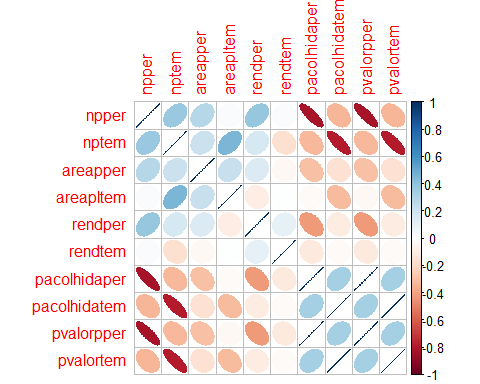 npper nptem areapper areapltem rendper rendtem pacolhidaper pacolhidatem pvalorpper pvalortem
npper
nptem
areapper
areapltem
rendper
rendtem
pacolhidaper
pacolhidatem
pvalorpper
pvalortem
1
0.8
0.6
0.4
0.2
0
-0.2
-0.4
-0.6
-0.8
-1